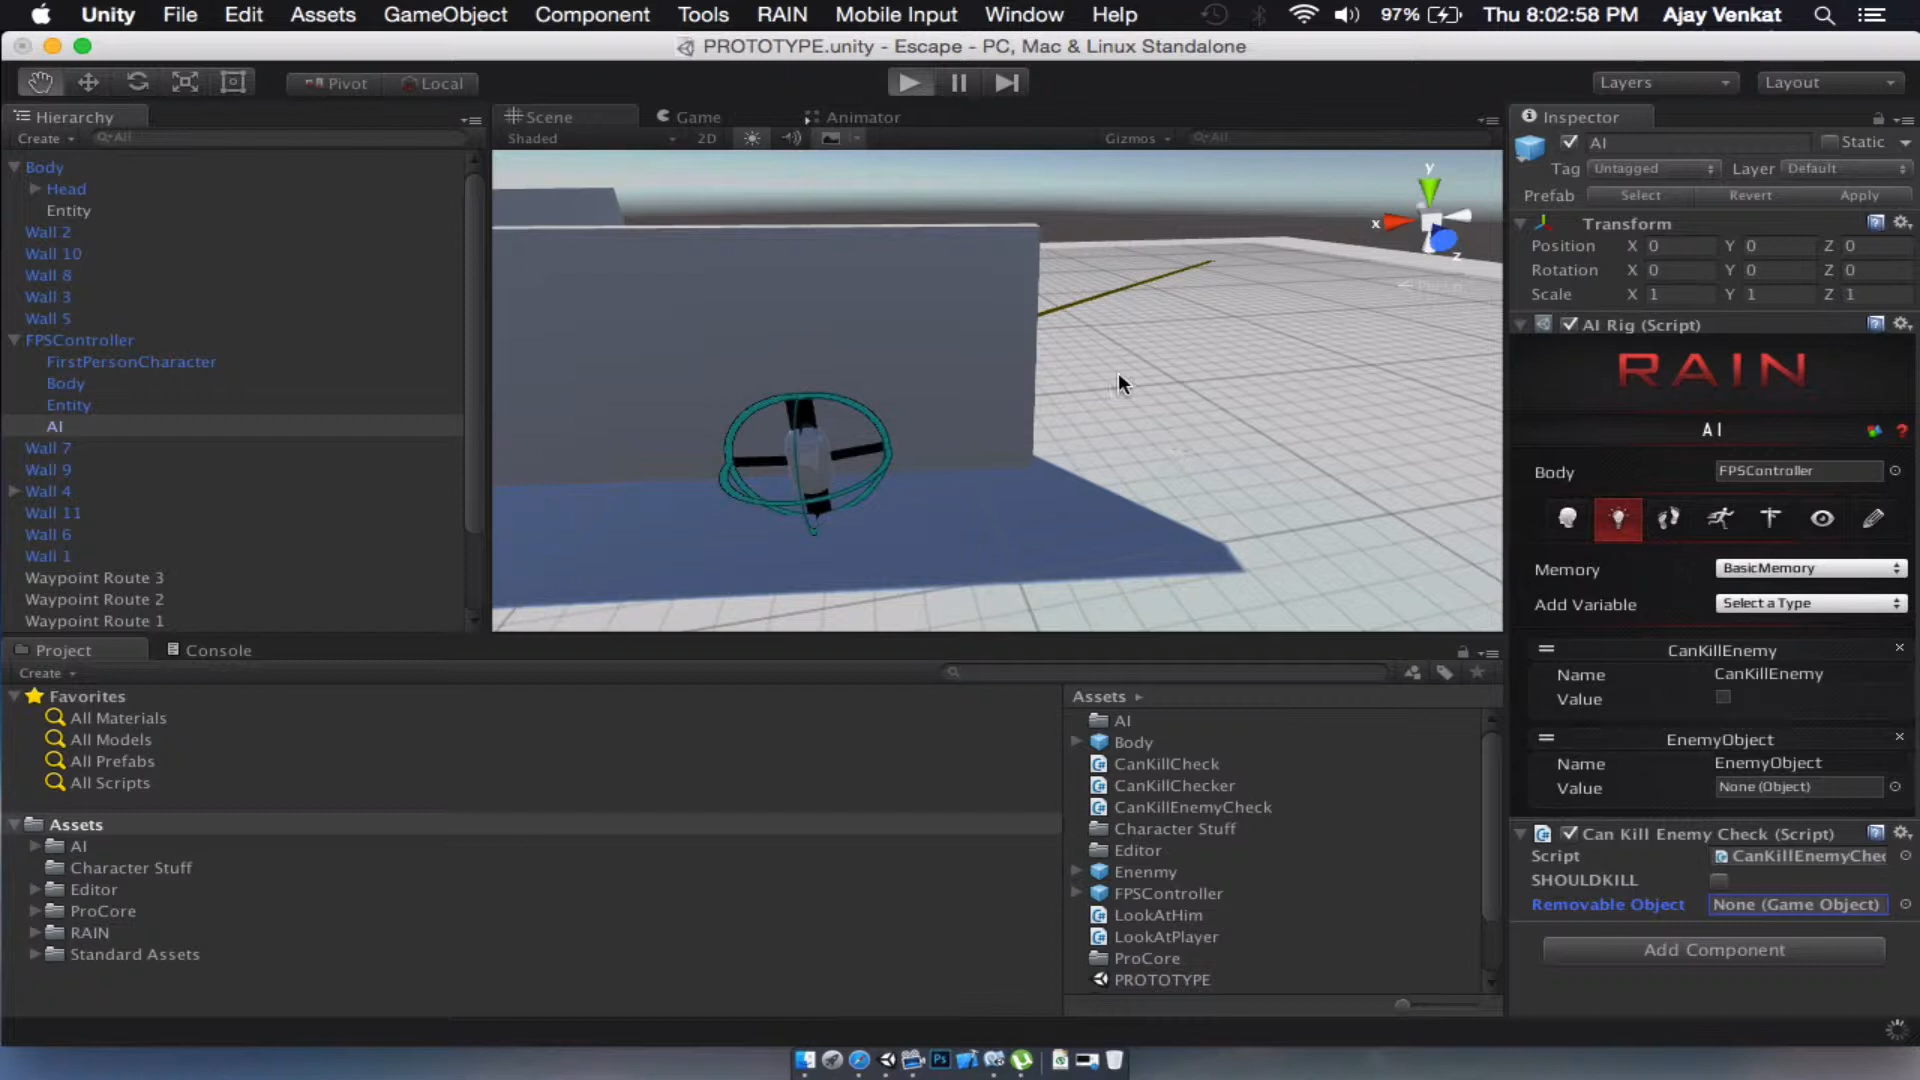 Unity File Edit Assets GameObject Component Tools RAIN Mobile Input Window Help 97% Thu 8:02:58 PM Ajay Venkat
PROTOTYPE.unity - Escape - PC, Mac & Linux Standalone
Pivot Local Layers Layout
Hierarchy
Create All
Body
Head
Entity
Wall 2
Wall 10
Wall 8
Wall 3
Wall 5
FPSController
FirstPersonCharacter
Body
Entity
AI
Wall 7
Wall 9
Wall 4
Wall 11
Wall 6
Wall 1
Waypoint Route 3
Waypoint Route 2
Waypoint Route 1
Scene Game Animator
Shaded 2D Gizmos All
y
x
z
Inspector
AI Static
Tag Untagged Layer Default
Prefab Select Revert Apply
Transform
Position X 0 Y 0 Z 0
Rotation X 0 Y 0 Z 0
Scale X 1 Y 1 Z 1
AI Rig (Script)
RAIN
AI
Body FPSController
Memory BasicMemory
Add Variable Select a Type
CanKillEnemy
Name CanKillEnemy
Value
EnemyObject
Name EnemyObject
Value None (Object)
Can Kill Enemy Check (Script)
Script CanKillEnemyChec
SHOULDKILL
Removable Object None (Game Object)
Add Component
Project Console
Create
Favorites
All Materials
All Models
All Prefabs
All Scripts
Assets
AI
Character Stuff
Editor
ProCore
RAIN
Standard Assets
Assets
AI
Body
CanKillCheck
CanKillChecker
CanKillEnemyCheck
Character Stuff
Editor
Enenmy
FPSController
LookAtHim
LookAtPlayer
ProCore
PROTOTYPE
Ps